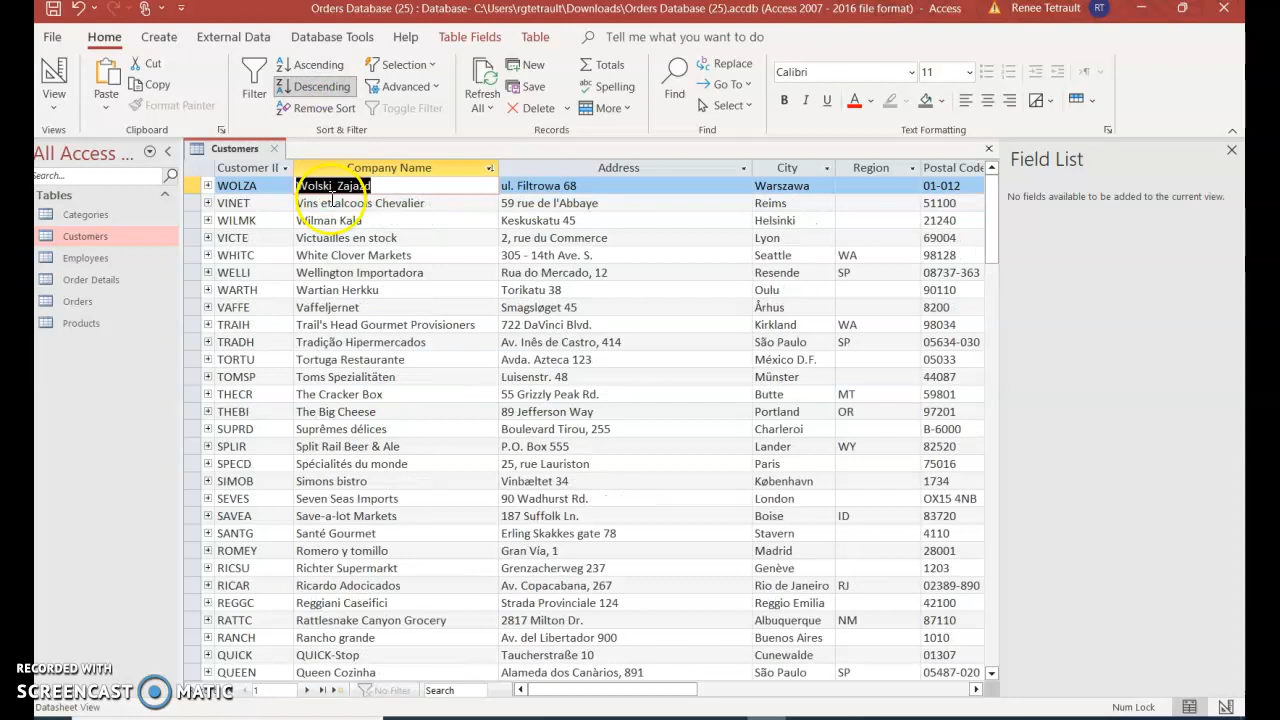 Orders Database (25) : Database- C:\Users\rgtetrault\Downloads\Orders Database (25).accdb (Access 2007 - 2016 file format) - Access
Renee Tetrault RT
File Home Create External Data Database Tools Help Table Fields Table Tell me what you want to do
View
Views
Paste
Cut
Copy
Format Painter
Clipboard
Filter
Ascending
Descending
Remove Sort
Selection
Advanced
Toggle Filter
Sort & Filter
Refresh
All
New
Save
Delete
Totals
Spelling
More
Records
Find
Replace
Go To
Select
Find
Calibri 11
B I U A
Text Formatting
All Access ...
Search...
Tables
Categories
Customers
Employees
Order Details
Orders
Products
Customers
Customer ID Company Name Address City Region Postal Code
WOLZA Wolski Zajazd ul. Filtrowa 68 Warszawa 01-012
VINET Vins et alcools Chevalier 59 rue de l'Abbaye Reims 51100
WILMK Wilman Kala Keskuskatu 45 Helsinki 21240
VICTE Victuailles en stock 2, rue du Commerce Lyon 69004
WHITC White Clover Markets 305 - 14th Ave. S. Seattle WA 98128
WELLI Wellington Importadora Rua do Mercado, 12 Resende SP 08737-363
WARTH Wartian Herkku Torikatu 38 Oulu 90110
VAFFE Vaffeljernet Smagsløget 45 Århus 8200
TRAIH Trail's Head Gourmet Provisioners 722 DaVinci Blvd. Kirkland WA 98034
TRADH Tradição Hipermercados Av. Inês de Castro, 414 São Paulo SP 05634-030
TORTU Tortuga Restaurante Avda. Azteca 123 México D.F. 05033
TOMSP Toms Spezialitäten Luisenstr. 48 Münster 44087
THECR The Cracker Box 55 Grizzly Peak Rd. Butte MT 59801
THEBI The Big Cheese 89 Jefferson Way Portland OR 97201
SUPRD Suprêmes délices Boulevard Tirou, 255 Charleroi B-6000
SPLIR Split Rail Beer & Ale P.O. Box 555 Lander WY 82520
SPECD Spécialités du monde 25, rue Lauriston Paris 75016
SIMOB Simons bistro Vinbæltet 34 København 1734
SEVES Seven Seas Imports 90 Wadhurst Rd. London OX15 4NB
SAVEA Save-a-lot Markets 187 Suffolk Ln. Boise ID 83720
SANTG Santé Gourmet Erling Skakkes gate 78 Stavern 4110
ROMEY Romero y tomillo Gran Vía, 1 Madrid 28001
RICSU Richter Supermarkt Grenzacherweg 237 Genève 1203
RICAR Ricardo Adocicados Av. Copacabana, 267 Rio de Janeiro RJ 02389-890
REGGC Reggiani Caseifici Strada Provinciale 124 Reggio Emilia 42100
RATTC Rattlesnake Canyon Grocery 2817 Milton Dr. Albuquerque NM 87110
RANCH Rancho grande Av. del Libertador 900 Buenos Aires 1010
QUICK QUICK-Stop Taucherstraße 10 Cunewalde 01307
QUEEN Queen Cozinha Alameda dos Canàrios, 891 São Paulo SP 05487-020
1 No Filter Search
Field List
No fields available to be added to the current view.
RECORDED WITH
SCREENCAST MATIC
Datasheet View Num Lock